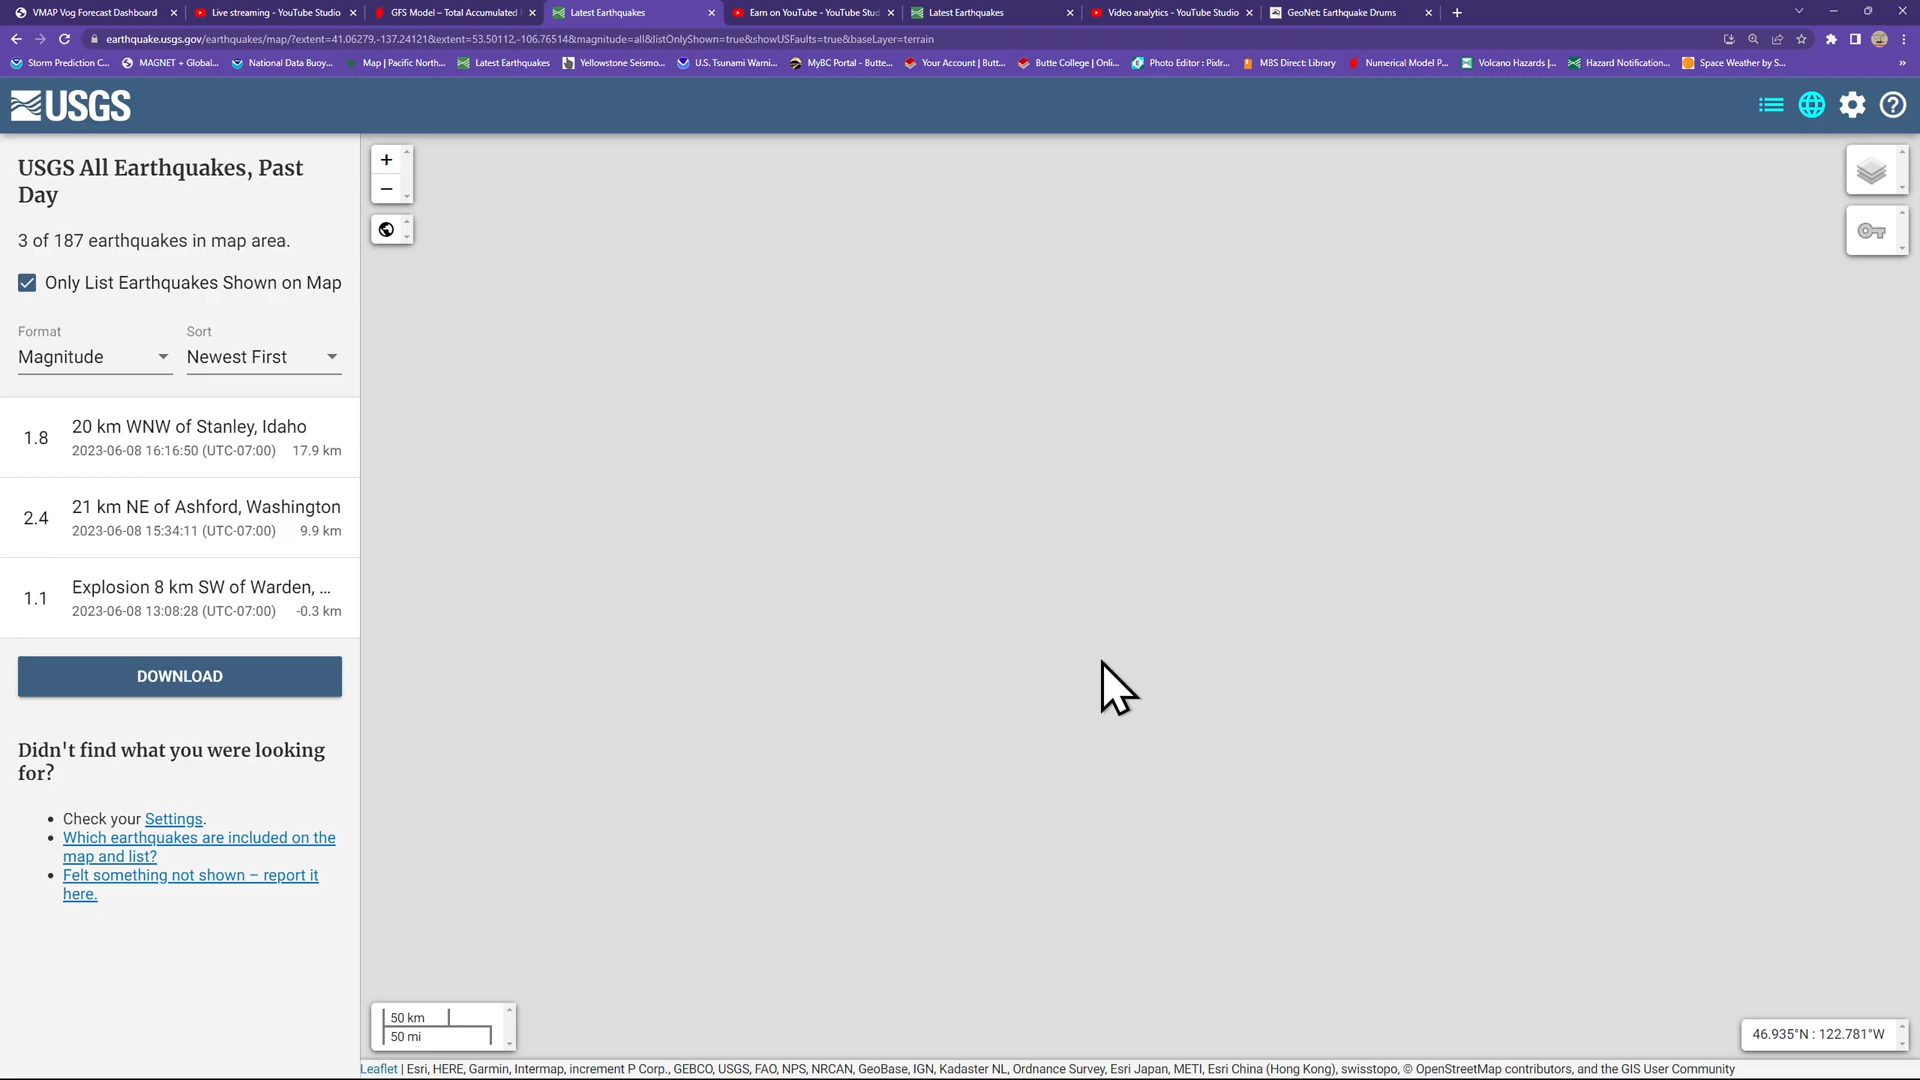 VMAP Vog Forecast Dashboard
Live streaming - YouTube Studio
GFS Model – Total Accumulated
Latest Earthquakes
Earn on YouTube - YouTube Stud
Latest Earthquakes
Video analytics - YouTube Studio
GeoNet: Earthquake Drums
earthquake.usgs.gov/earthquakes/map/?extent=41.06279,-137.24121&extent=53.50112,-106.76514&magnitude=all&listOnlyShown=true&showUSFaults=true&baseLayer=terrain
Storm Prediction C...
MAGNET + Global...
National Data Buoy...
Map | Pacific North...
Latest Earthquakes
Yellowstone Seismo...
U.S. Tsunami Warni...
MyBC Portal - Butte...
Your Account | Butt...
Butte College | Onli...
Photo Editor : Pixlr...
MBS Direct Library
Numerical Model P...
Volcano Hazards |...
Hazard Notification...
Space Weather by S...
»
USGS
USGS All Earthquakes, Past
Day
3 of 187 earthquakes in map area.
Only List Earthquakes Shown on Map
Format
Sort
Magnitude
Newest First
1.8
20 km WNW of Stanley, Idaho
2023-06-08 16:16:50 (UTC-07:00) 17.9 km
2.4
21 km NE of Ashford, Washington
2023-06-08 15:34:11 (UTC-07:00) 9.9 km
1.1
Explosion 8 km SW of Warden, ...
2023-06-08 13:08:28 (UTC-07:00) -0.3 km
DOWNLOAD
Didn't find what you were looking
for?
Check your Settings.
Which earthquakes are included on the
map and list?
Felt something not shown – report it
here.
+
−
50 km
50 mi
46.935°N : 122.781°W
Leaflet | Esri, HERE, Garmin, Intermap, increment P Corp., GEBCO, USGS, FAO, NPS, NRCAN, GeoBase, IGN, Kadaster NL, Ordnance Survey, Esri Japan, METI, Esri China (Hong Kong), swisstopo, © OpenStreetMap contributors, and the GIS User Community